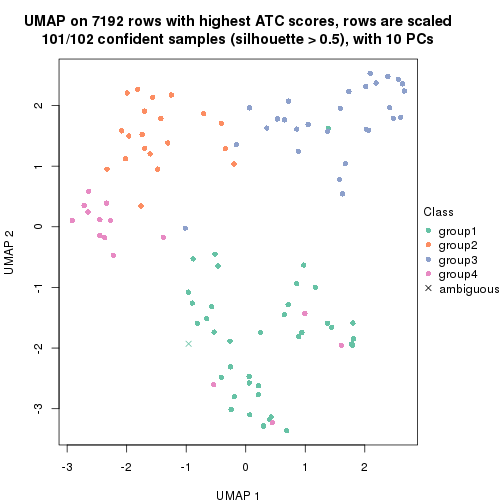 UMAP on 7192 rows with highest ATC scores, rows are scaled
101/102 confident samples (silhouette > 0.5), with 10 PCs
2
1
0
-1
-2
-3
UMAP 2
-3
-2
-1
0
1
2
UMAP 1
Class
group1
group2
group3
group4
ambiguous